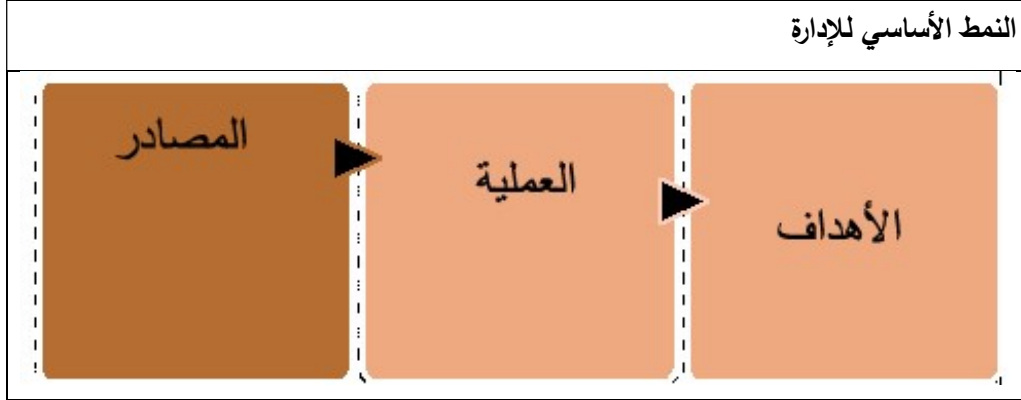 النمط الأساسي للإدارة
المصادر
العملية
الأهداف